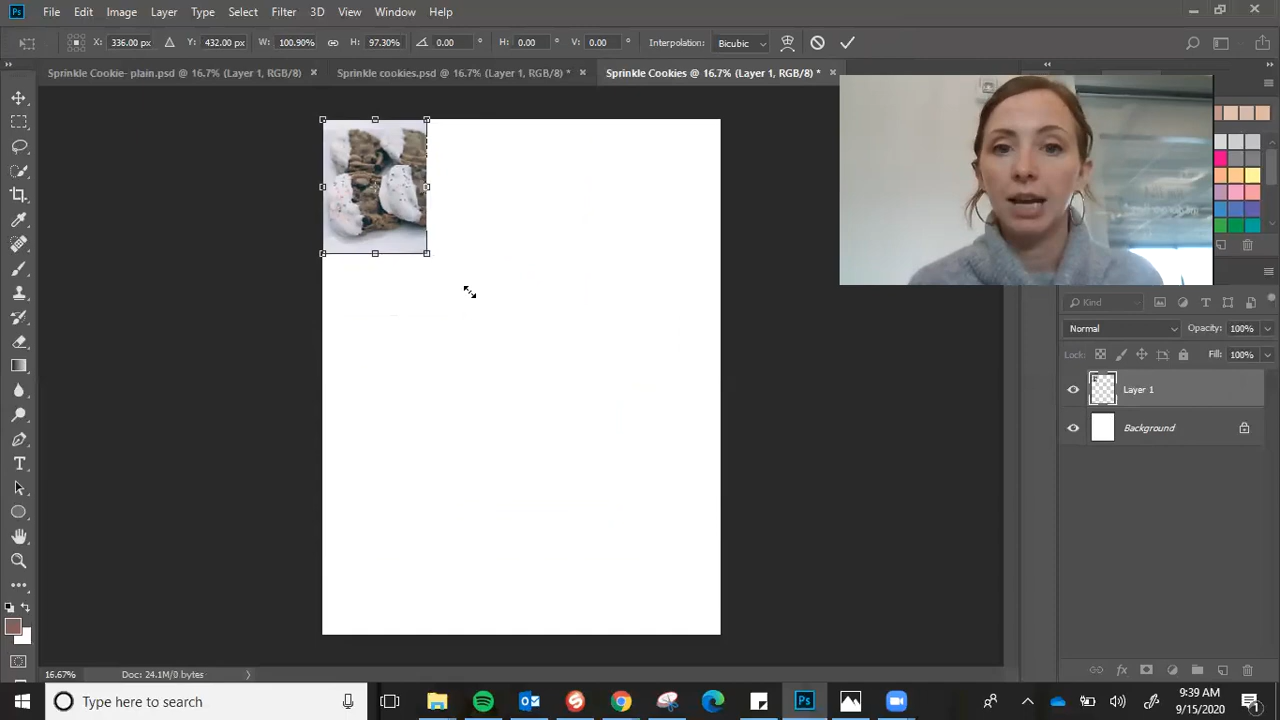 Ps File Edit Image Layer Type Select Filter 3D View Window Help
X: 336.00 px Y: 432.00 px W: 100.90% H: 97.30% 0.00 ° H: 0.00 ° V: 0.00 ° Interpolation: Bicubic
Sprinkle Cookie- plain.psd @ 16.7% (Layer 1, RGB/8) × Sprinkle cookies.psd @ 16.7% (Layer 1, RGB/8) * × Sprinkle Cookies @ 16.7% (Layer 1, RGB/8) * ×
Kind
Normal Opacity: 100%
Lock: Fill: 100%
Layer 1
Background
16.67% Doc: 24.1M/0 bytes
Type here to search
Ps
9:39 AM
9/15/2020
1